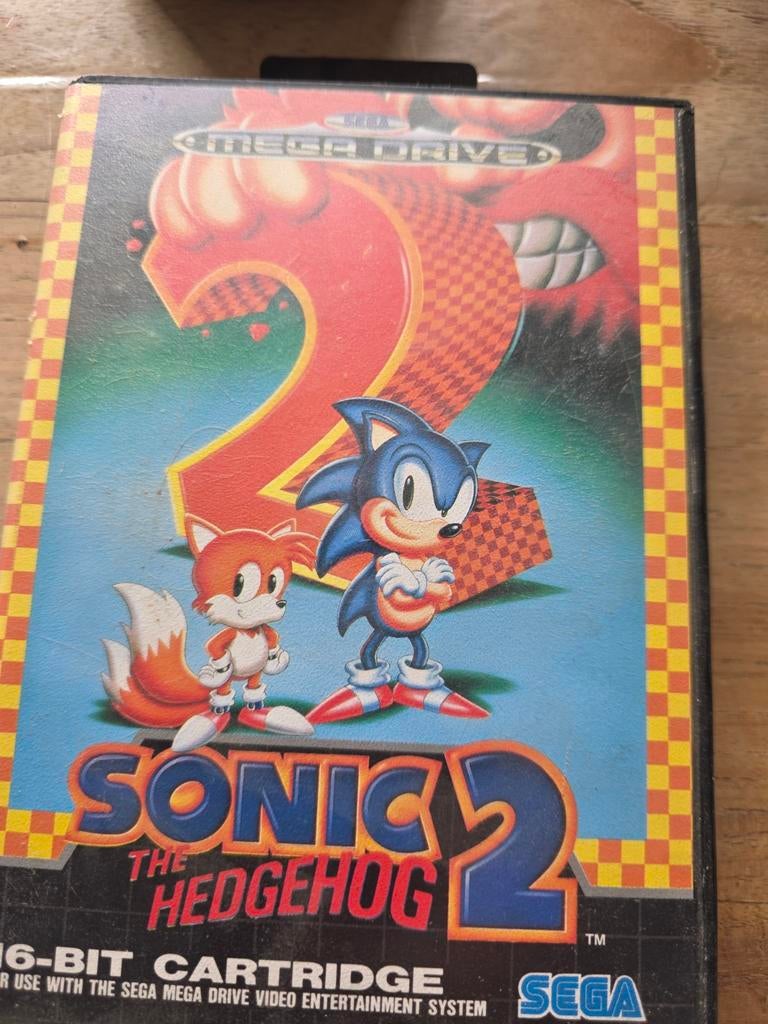 SEGA
MEGA DRIVE
2
SONIC 2
THE
HEDGEHOG
TM
16-BIT CARTRIDGE
R USE WITH THE SEGA MEGA DRIVE VIDEO ENTERTAINMENT SYSTEM
SEGA